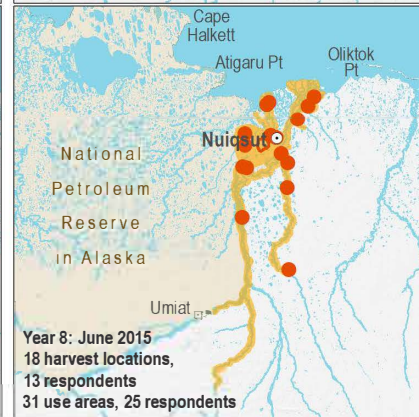 Cape
Halkett
Atigaru Pt
Oliktok
Pt
Nuiqsut
National
Petroleum
Reserve
in Alaska
Umiat
Year 8: June 2015
18 harvest locations,
13 respondents
31 use areas, 25 respondents